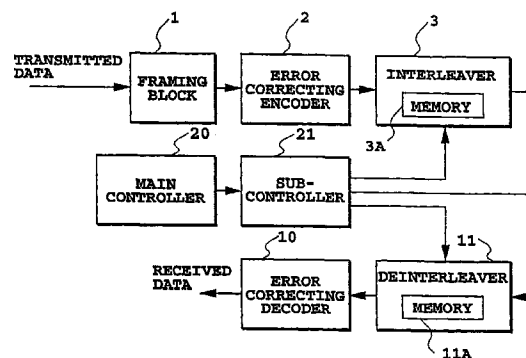 1
2
3
TRANSMITTED
DATA
FRAMING
BLOCK
ERROR
CORRECTING
ENCODER
INTERLEAVER
MEMORY
3A
20
21
MAIN
CONTROLLER
SUB-
CONTROLLER
10
11
RECEIVED
DATA
ERROR
CORRECTING
DECODER
DEINTERLEAVER
MEMORY
11A